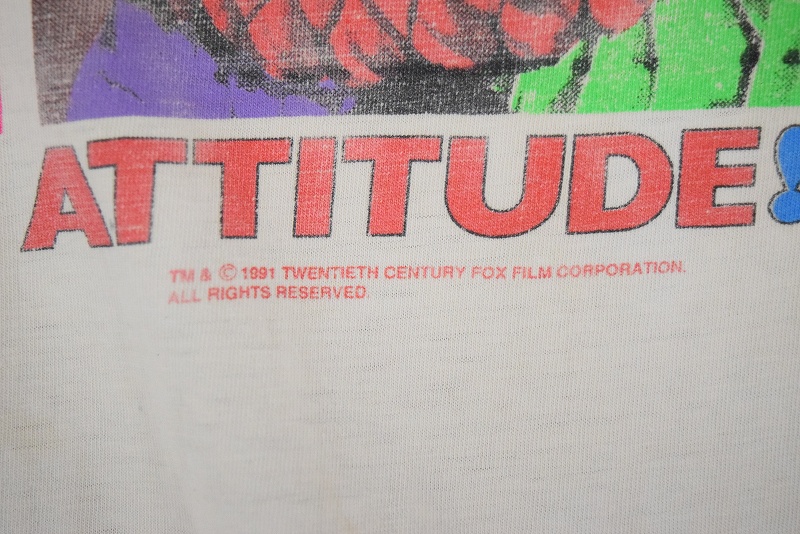 ATTITUDE!
TM & © 1991 TWENTIETH CENTURY FOX FILM CORPORATION.
ALL RIGHTS RESERVED.